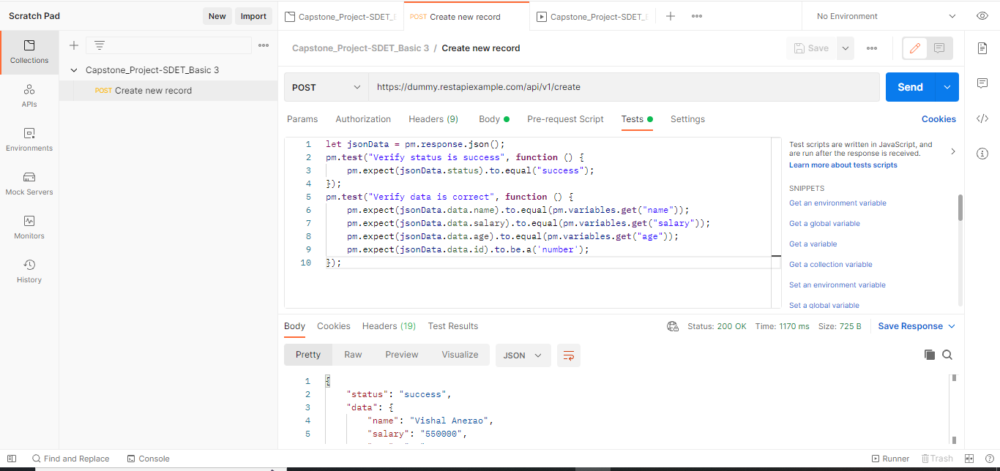 Scratch Pad
New
Import
Capstone_Project-SDET_
POST Create new record
Capstone_Project-SDET_
No Environment
Collections
APIs
Environments
Mock Servers
Monitors
History
Capstone_Project-SDET_Basic 3
POST Create new record
Capstone_Project-SDET_Basic 3 / Create new record
Save
POST
https://dummy.restapiexample.com/api/v1/create
Send
Params Authorization Headers (9) Body Pre-request Script Tests Settings
Cookies
1 let jsonData = pm.response.json();
2 pm.test("Verify status is success", function () {
3 pm.expect(jsonData.status).to.equal("success");
4 });
5 pm.test("Verify data is correct", function () {
6 pm.expect(jsonData.data.name).to.equal(pm.variables.get("name"));
7 pm.expect(jsonData.data.salary).to.equal(pm.variables.get("salary"));
8 pm.expect(jsonData.data.age).to.equal(pm.variables.get("age"));
9 pm.expect(jsonData.data.id).to.be.a('number');
10 });
Test scripts are written in JavaScript, and
are run after the response is received.
Learn more about tests scripts
SNIPPETS
Get an environment variable
Get a global variable
Get a variable
Get a collection variable
Set an environment variable
Set a global variable
Body Cookies Headers (19) Test Results
Status: 200 OK Time: 1170 ms Size: 725 B
Save Response
Pretty Raw Preview Visualize JSON
1 {
2 "status": "success",
3 "data": {
4 "name": "Vishal Anerao",
5 "salary": "550000",
Find and Replace
Console
Runner
Trash